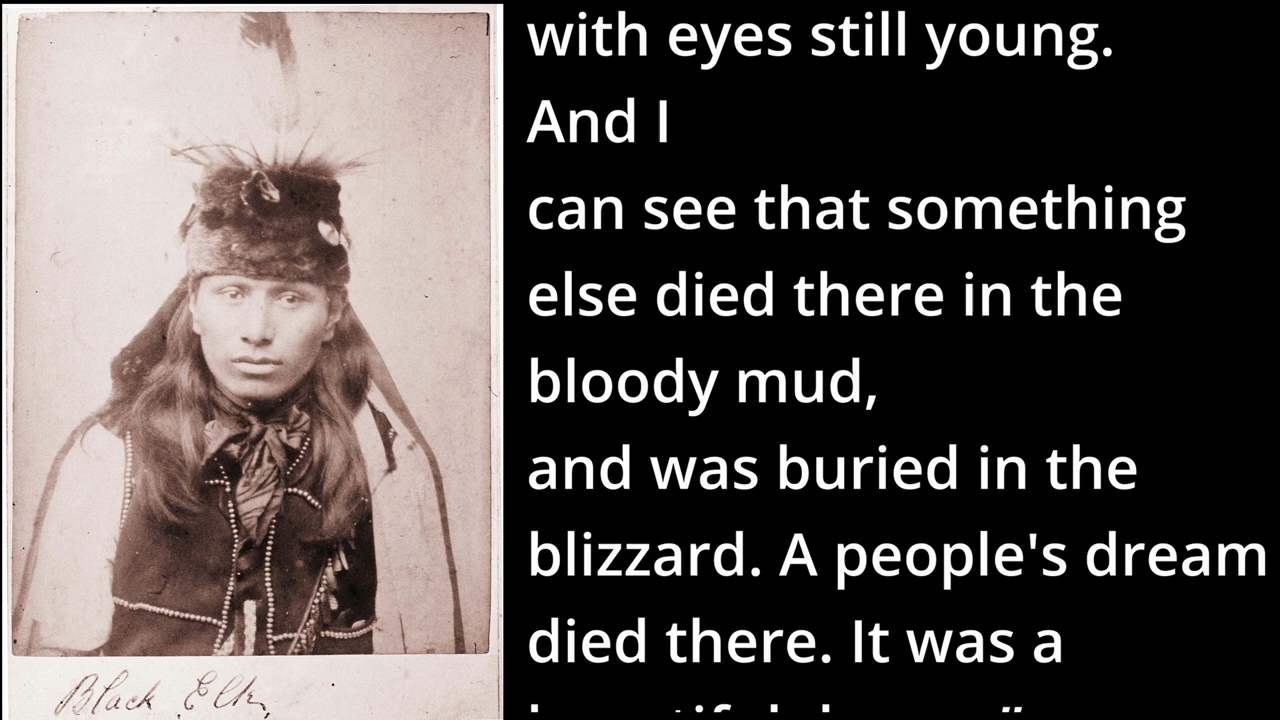 with eyes still young.
And I
can see that something
else died there in the
bloody mud,
and was buried in the
blizzard. A people's dream
died there. It was a
Black Elk,